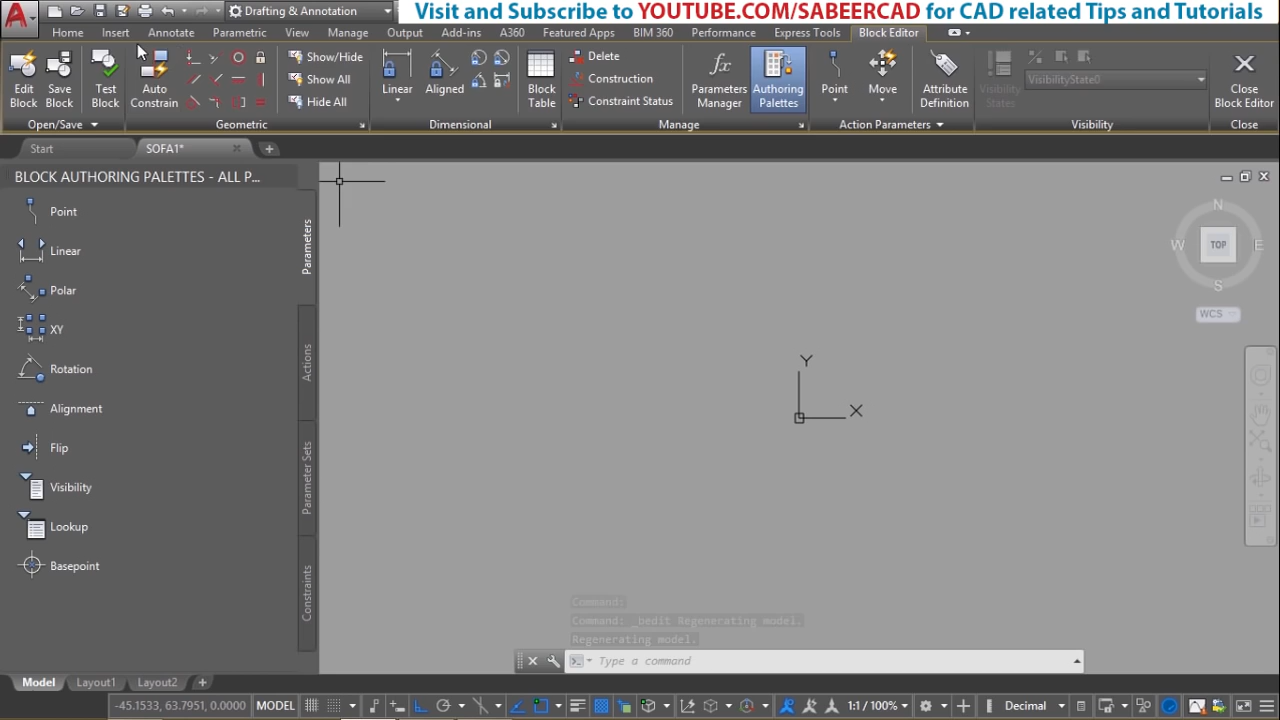 Drafting & Annotation
Visit and Subscribe to YOUTUBE.COM/SABEERCAD for CAD related Tips and Tutorials
Home Insert Annotate Parametric View Manage Output Add-ins A360 Featured Apps BIM 360 Performance Express Tools Block Editor
Edit Block
Save Block
Test Block
Auto Constrain
Show/Hide
Show All
Hide All
Linear
Aligned
Block Table
Delete
Construction
Constraint Status
Parameters Manager
Authoring Palettes
Point
Move
Attribute Definition
Visibility States
VisibilityState0
Close Block Editor
Open/Save Geometric Dimensional Manage Action Parameters Visibility Close
Start SOFA1*
BLOCK AUTHORING PALETTES - ALL P...
Point
Linear
Polar
XY
Rotation
Alignment
Flip
Visibility
Lookup
Basepoint
Parameters
Actions
Parameter Sets
Constraints
N
W TOP E
S
WCS
Y
X
Command:
Command: _bedit Regenerating model.
Regenerating model.
Type a command
Model Layout1 Layout2
-45.1533, 63.7951, 0.0000 MODEL 1:1 / 100% Decimal